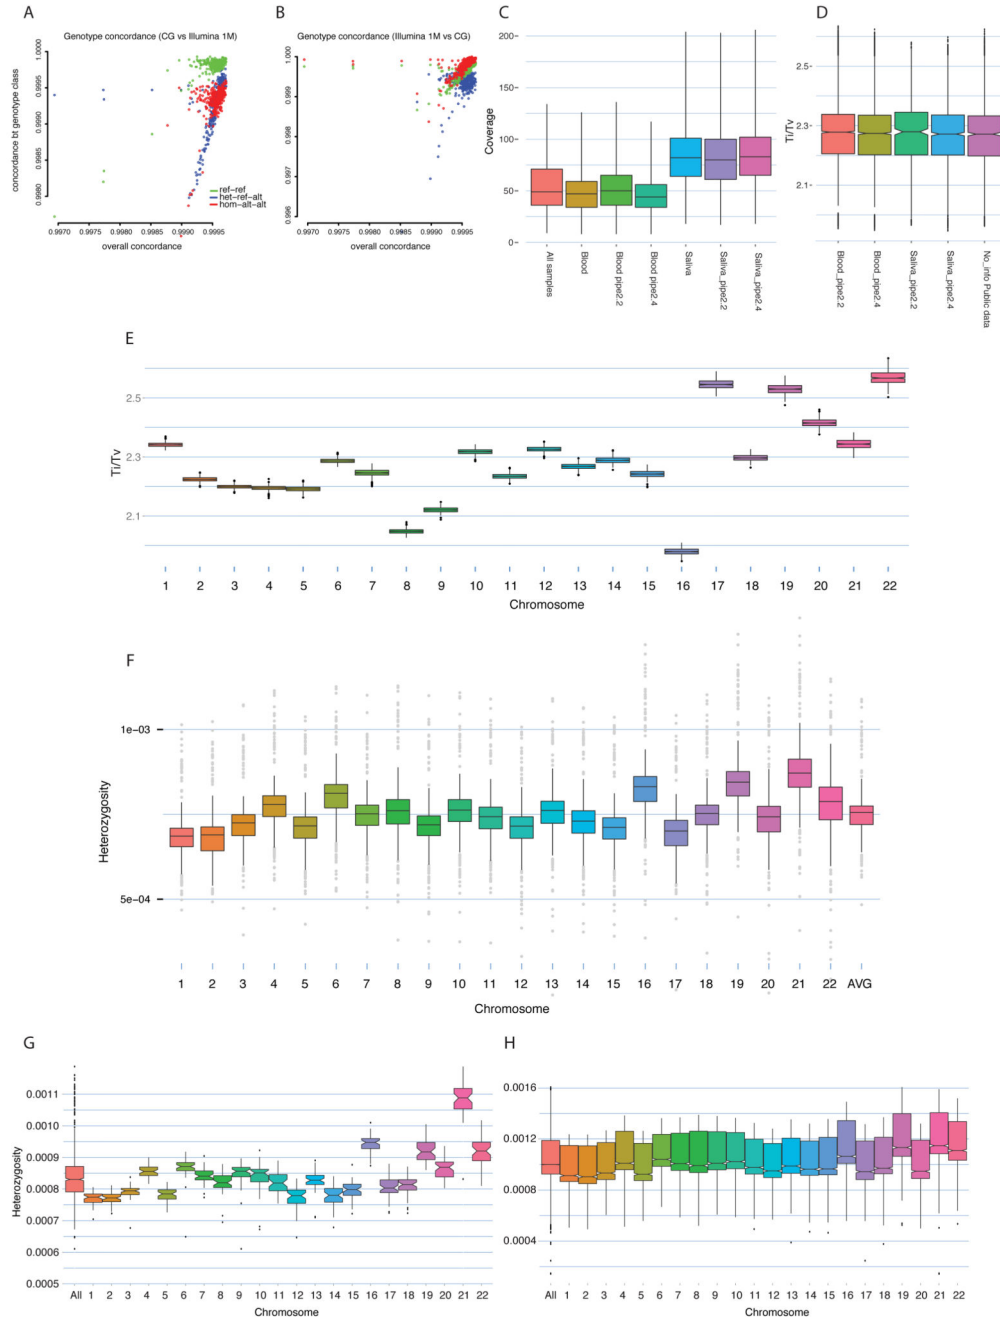 A
Genotype concordance (CG vs Illumina 1M)
concordance bt genotype class
1.0000
0.9995
0.9990
0.9985
0.9980
ref-ref
het-ref-alt
hom-alt-alt
0.9970 0.9975 0.9980 0.9985 0.9990 0.9995
overall concordance
B
Genotype concordance (Illumina 1M vs CG)
1.000
0.999
0.998
0.997
0.996
0.9970 0.9975 0.9980 0.9985 0.9990 0.9995
overall concordance
C
Coverage
200
150
100
50
0
All samples
Blood
Blood pipe2.2
Blood pipe2.4
Saliva
Saliva_pipe2.2
Saliva_pipe2.4
D
Ti/Tv
2.5
2.3
2.1
Blood_pipe2.2
Blood_pipe2.4
Saliva_pipe2.2
Saliva_pipe2.4
No_info Public data
E
Ti/Tv
2.5
2.3
2.1
1 2 3 4 5 6 7 8 9 10 11 12 13 14 15 16 17 18 19 20 21 22
Chromosome
F
Heterozygosity
1e-03
5e-04
1 2 3 4 5 6 7 8 9 10 11 12 13 14 15 16 17 18 19 20 21 22 AVG
Chromosome
G
Heterozygosity
0.0011
0.0010
0.0009
0.0008
0.0007
0.0006
0.0005
All 1 2 3 4 5 6 7 8 9 10 11 12 13 14 15 16 17 18 19 20 21 22
Chromosome
H
0.0016
0.0012
0.0008
0.0004
All 1 2 3 4 5 6 7 8 9 10 11 12 13 14 15 16 17 18 19 20 21 22
Chromosome